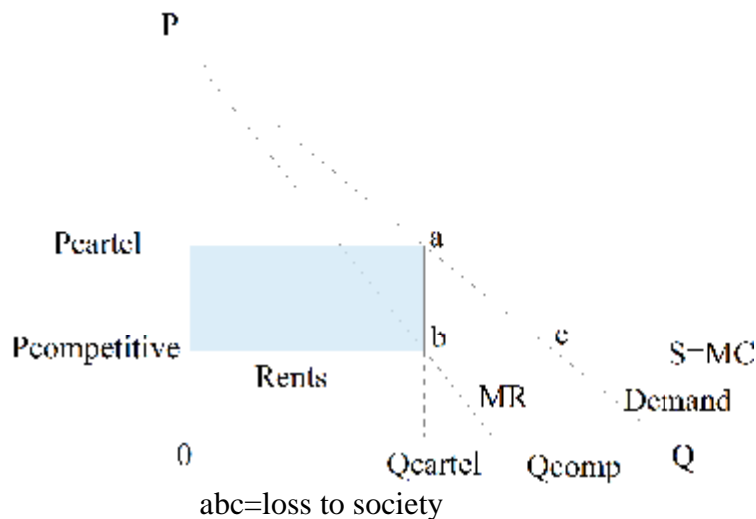 P
Pcartel
a
Pcompetitive
b
c
S=MC
Rents
MR
Demand
0
Qcartel
Qcomp
Q
abc=loss to society